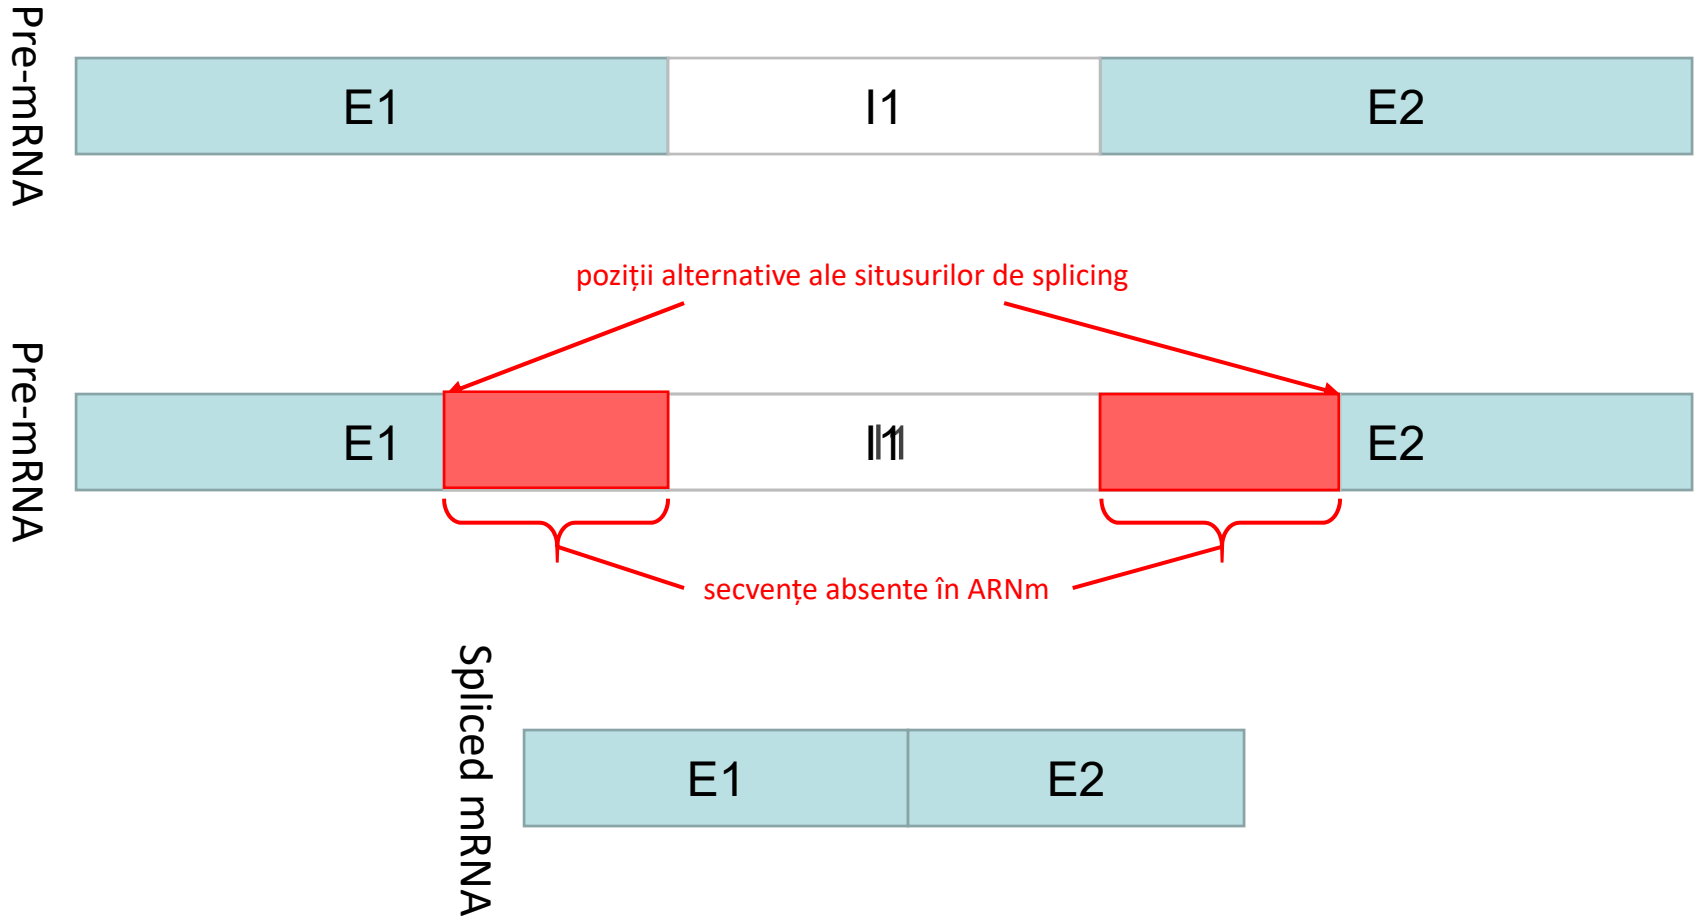 Pre-mRNA
E1
I1
E2
poziții alternative ale situsurilor de splicing
Pre-mRNA
E1
I1
I1
E2
secvențe absente în ARNm
Spliced mRNA
E1
E2